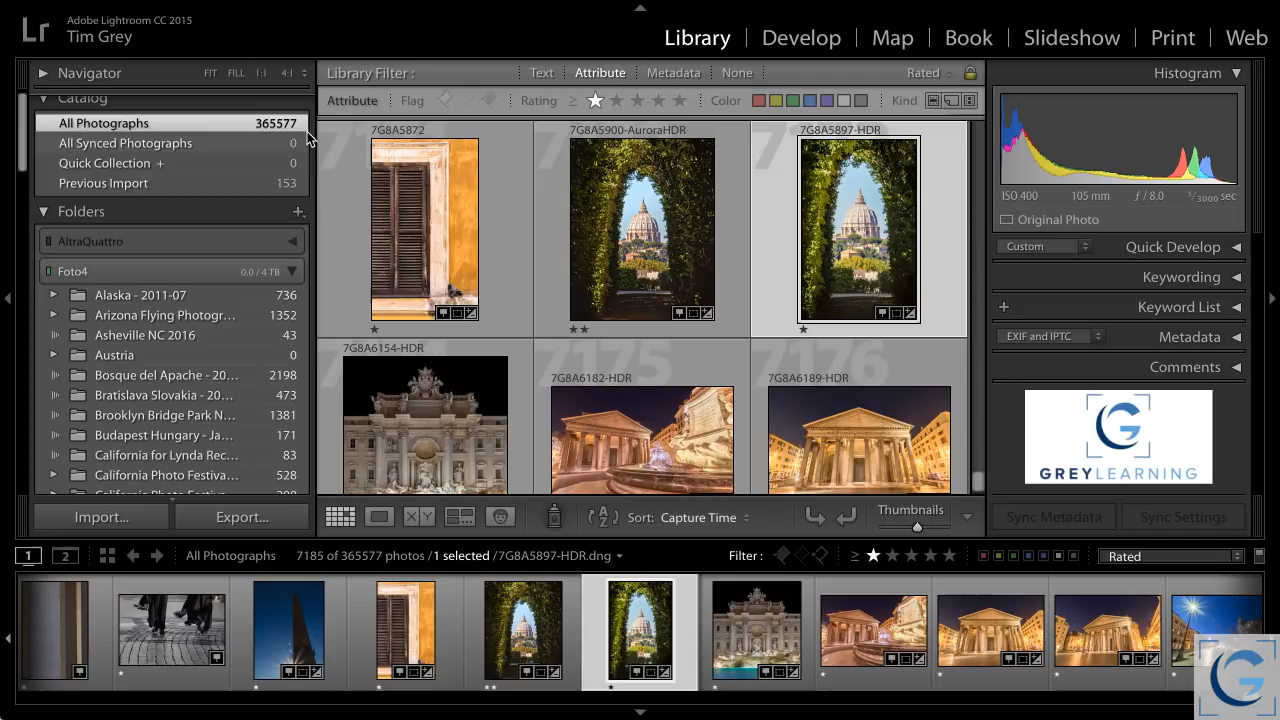 Lr
Adobe Lightroom CC 2015
Tim Grey
Library | Develop | Map | Book | Slideshow | Print | Web
Navigator FIT FILL 1:1 4:1
Library Filter : Text Attribute Metadata None Rated
Histogram
Catalog
Attribute Flag Rating ≥ ★★★★★ Color Kind
All Photographs 365577
All Synced Photographs 0
Quick Collection + 0
Previous Import 153
Folders +
AltraQuattro
Foto4 0.0 / 4 TB
Alaska - 2011-07 736
Arizona Flying Photogr... 1352
Asheville NC 2016 43
Austria 0
Bosque del Apache - 20... 2198
Bratislava Slovakia - 20... 473
Brooklyn Bridge Park N... 1381
Budapest Hungary - Ja... 171
California for Lynda Rec... 83
California Photo Festiva... 528
7G8A5872
7G8A5900-AuroraHDR
7G8A5897-HDR
7G8A6154-HDR
7175
7G8A6182-HDR
7176
7G8A6189-HDR
ISO 400 105 mm ƒ / 8.0 1/3000 sec
Original Photo
Custom Quick Develop
Keywording
+ Keyword List
EXIF and IPTC Metadata
Comments
G
GREYLEARNING
Sync Metadata Sync Settings
Import... Export...
X Y
Sort: Capture Time
Thumbnails
1 2 All Photographs 7185 of 365577 photos / 1 selected / 7G8A5897-HDR.dng
Filter : ≥ ★★★★★ Rated
G